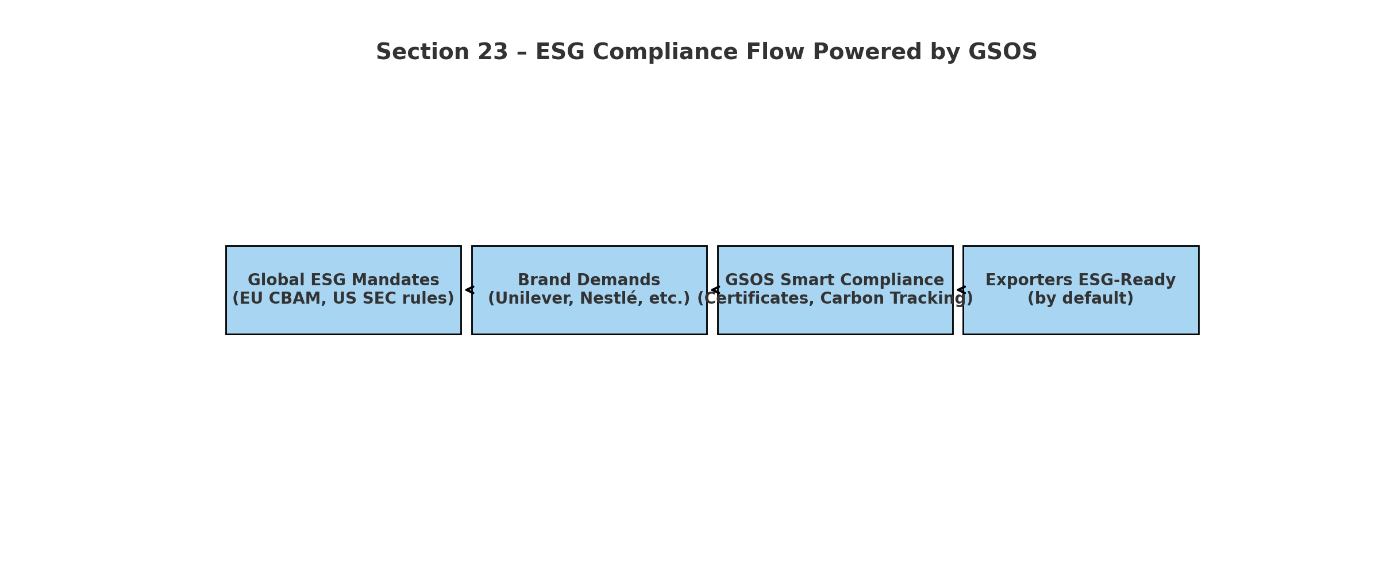 Section 23 – ESG Compliance Flow Powered by GSOS
Global ESG Mandates
(EU CBAM, US SEC rules)
Brand Demands
(Unilever, Nestlé, etc.)
GSOS Smart Compliance
(Certificates, Carbon Tracking)
Exporters ESG-Ready
(by default)